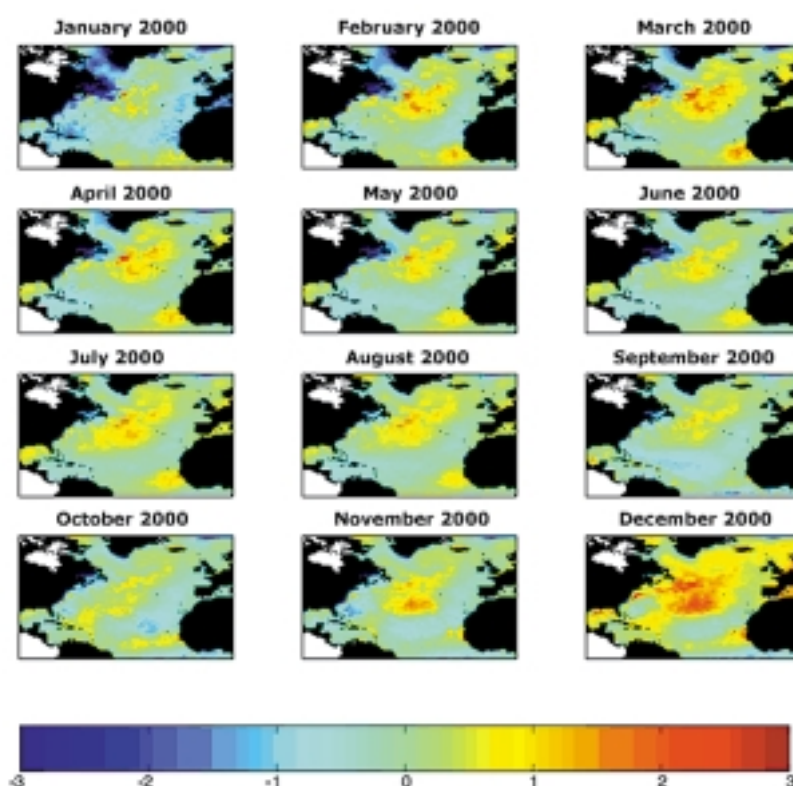 January 2000 February 2000 March 2000
April 2000 May 2000 June 2000
July 2000 August 2000 September 2000
October 2000 November 2000 December 2000
-3 -2 -1 0 1 2 3